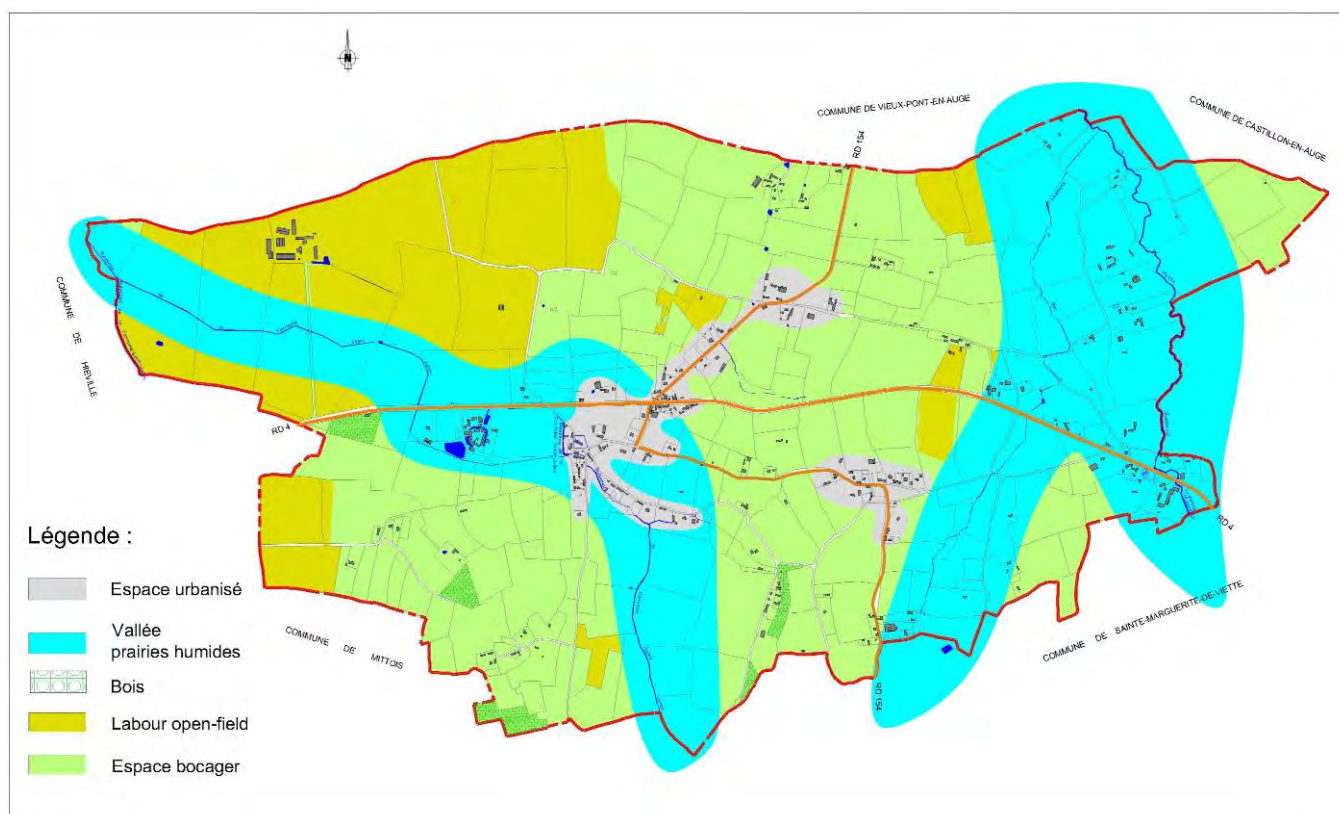 N
COMMUNE DE VIEUX-PONT-EN-AUGE
COMMUNE DE CASTILLON-EN-AUGE
RD 154
COMMUNE DE HIEVILLE
RD 4
RD 4
COMMUNE DE MITTOIS
COMMUNE DE SAINTE-MARGUERITE-DE-VIETTE
RD 154
Légende :
Espace urbanisé
Vallée
prairies humides
Bois
Labour open-field
Espace bocager